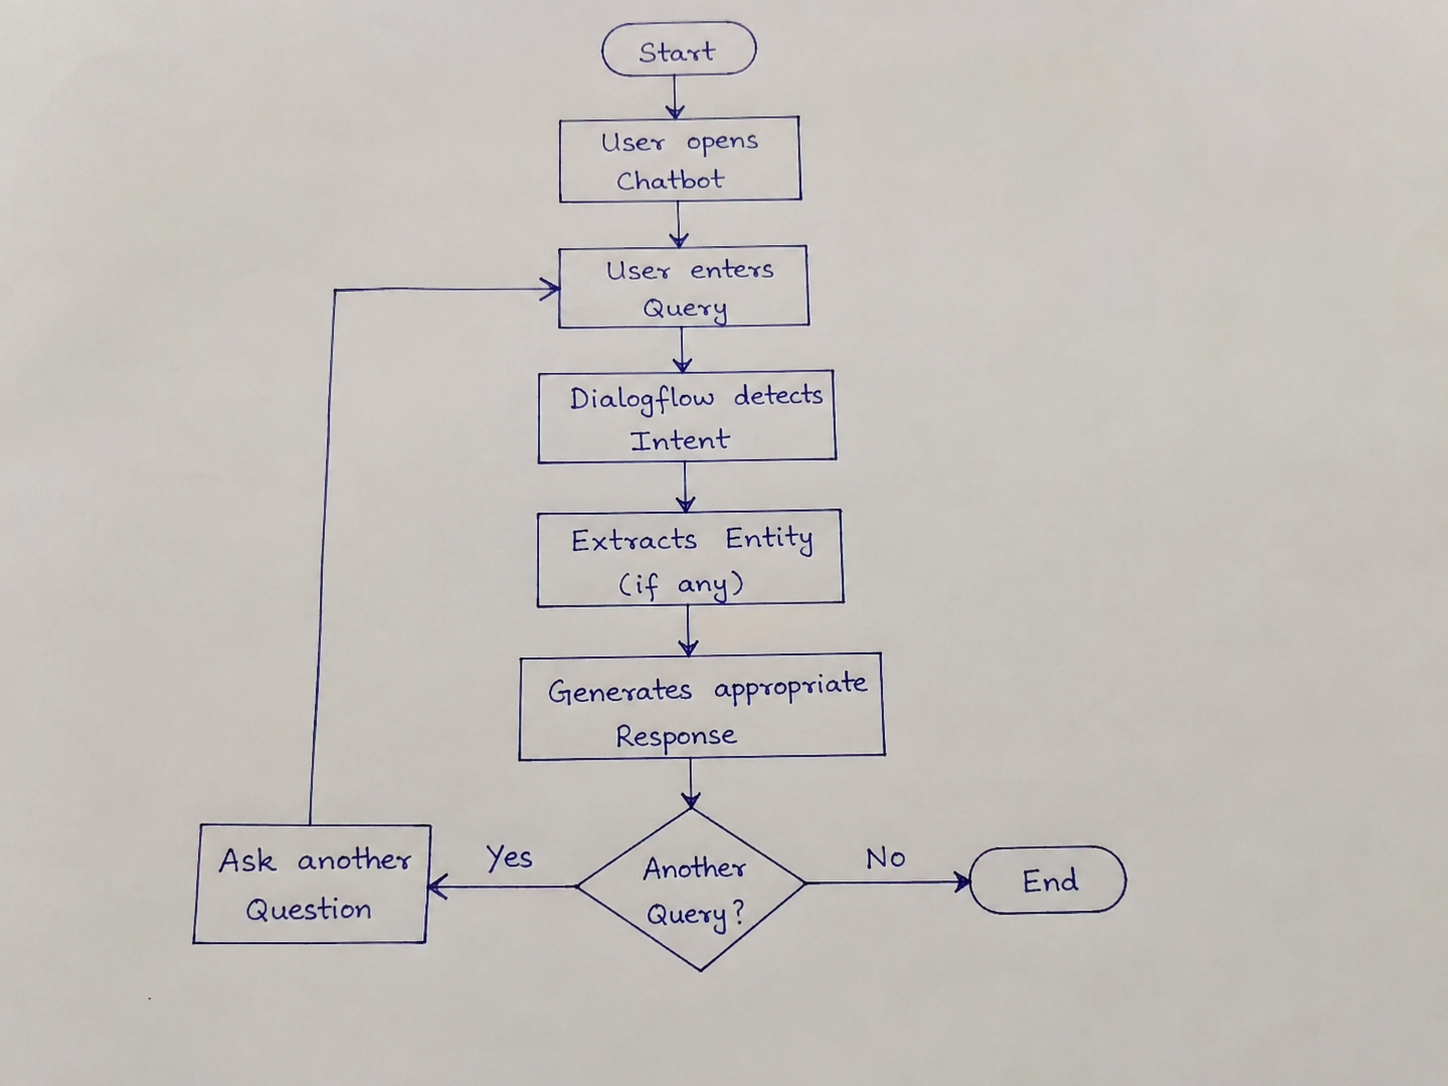 Start
User opens
Chatbot
User enters
Query
Dialogflow detects
Intent
Extracts Entity
(if any)
Generates appropriate
Response
Another
Query?
Yes
No
Ask another
Question
End